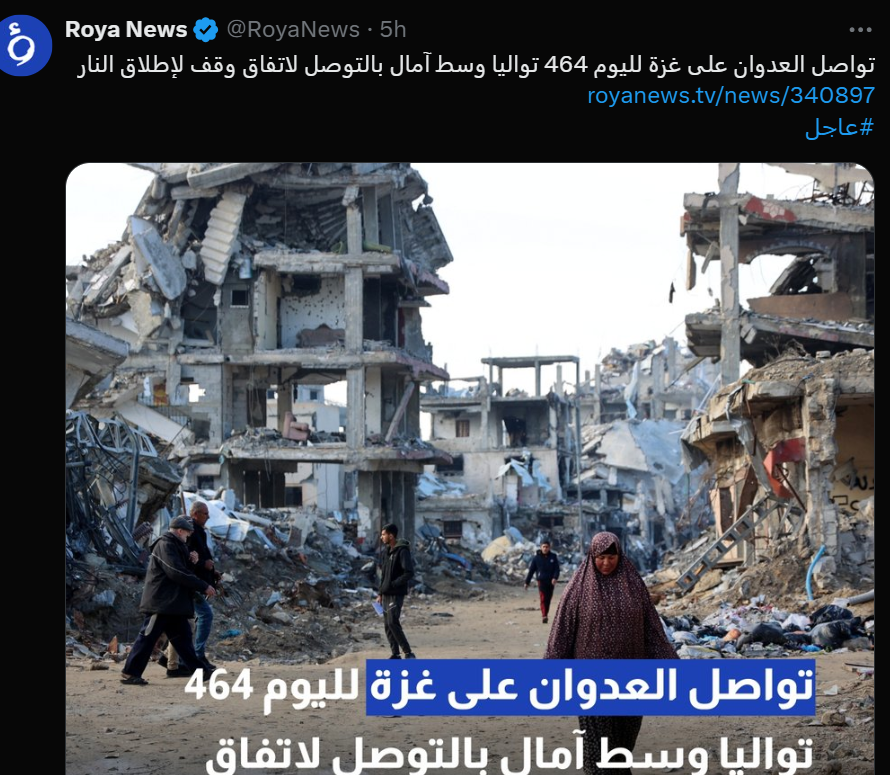 Roya News @RoyaNews · 5h
تواصل العدوان على غزة لليوم 464 تواليا وسط آمال بالتوصل لاتفاق وقف لإطلاق النار
royanews.tv/news/340897
#عاجل
تواصل العدوان على غزة لليوم 464
تواليا وسط آمال بالتوصل لاتفاق